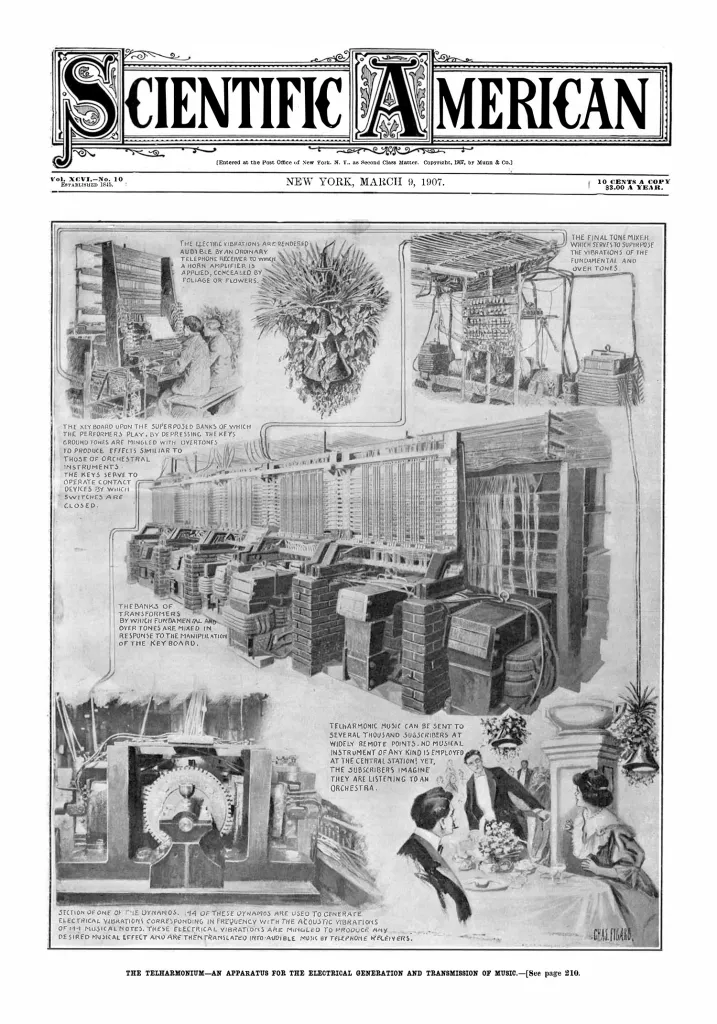 SCIENTIFIC AMERICAN
[Entered at the Post Office of New York, N. Y., as Second Class Matter. Copyright, 1907, by Munn & Co.]
Vol. XCVI.—No. 10
ESTABLISHED 1845.
NEW YORK, MARCH 9, 1907.
10 CENTS A COPY
$3.00 A YEAR.
THE ELECTRIC VIBRATIONS ARE RENDERED
AUDIBLE BY AN ORDINARY
TELEPHONE RECEIVER TO WHICH
A HORN AMPLIFIER IS
APPLIED, CONCEALED BY
FOLIAGE OR FLOWERS.
THE FINAL TONE MIXER
WHICH SERVES TO SUPERPOSE
THE VIBRATIONS OF THE
FUNDAMENTAL AND
OVER TONES
THE KEYBOARD UPON THE SUPERPOSED BANKS OF WHICH
THE PERFORMERS PLAY. BY DEPRESSING THE KEYS
GROUND TONES ARE MINGLED WITH OVERTONES
TO PRODUCE EFFECTS SIMILIAR TO
THOSE OF ORCHESTRAL
INSTRUMENTS
THE KEYS SERVE TO
OPERATE CONTACT
DEVICES BY WHICH
SWITCHES ARE
CLOSED
THE BANKS OF
TRANSFORMERS
BY WHICH FUNDAMENTAL AND
OVER TONES ARE MIXED IN
RESPONSE TO THE MANIPULATION
OF THE KEYBOARD.
TELHARMONIC MUSIC CAN BE SENT TO
SEVERAL THOUSAND SUBSCRIBERS AT
WIDELY REMOTE POINTS. NO MUSICAL
INSTRUMENT OF ANY KIND IS EMPLOYED
AT THE CENTRAL STATION! YET,
THE SUBSCRIBERS IMAGINE
THEY ARE LISTENING TO AN
ORCHESTRA.
SECTION OF ONE OF THE DYNAMOS. 144 OF THESE DYNAMOS ARE USED TO GENERATE
ELECTRICAL VIBRATIONS CORRESPONDING IN FREQUENCY WITH THE ACOUSTIC VIBRATIONS
OF 144 MUSICAL NOTES. THESE ELECTRICAL VIBRATIONS ARE MINGLED TO PRODUCE ANY
DESIRED MUSICAL EFFECT AND ARE THEN TRANSLATED INTO AUDIBLE MUSIC BY TELEPHONE RECEIVERS.
THE TELHARMONIUM—AN APPARATUS FOR THE ELECTRICAL GENERATION AND TRANSMISSION OF MUSIC.—[See page 210.